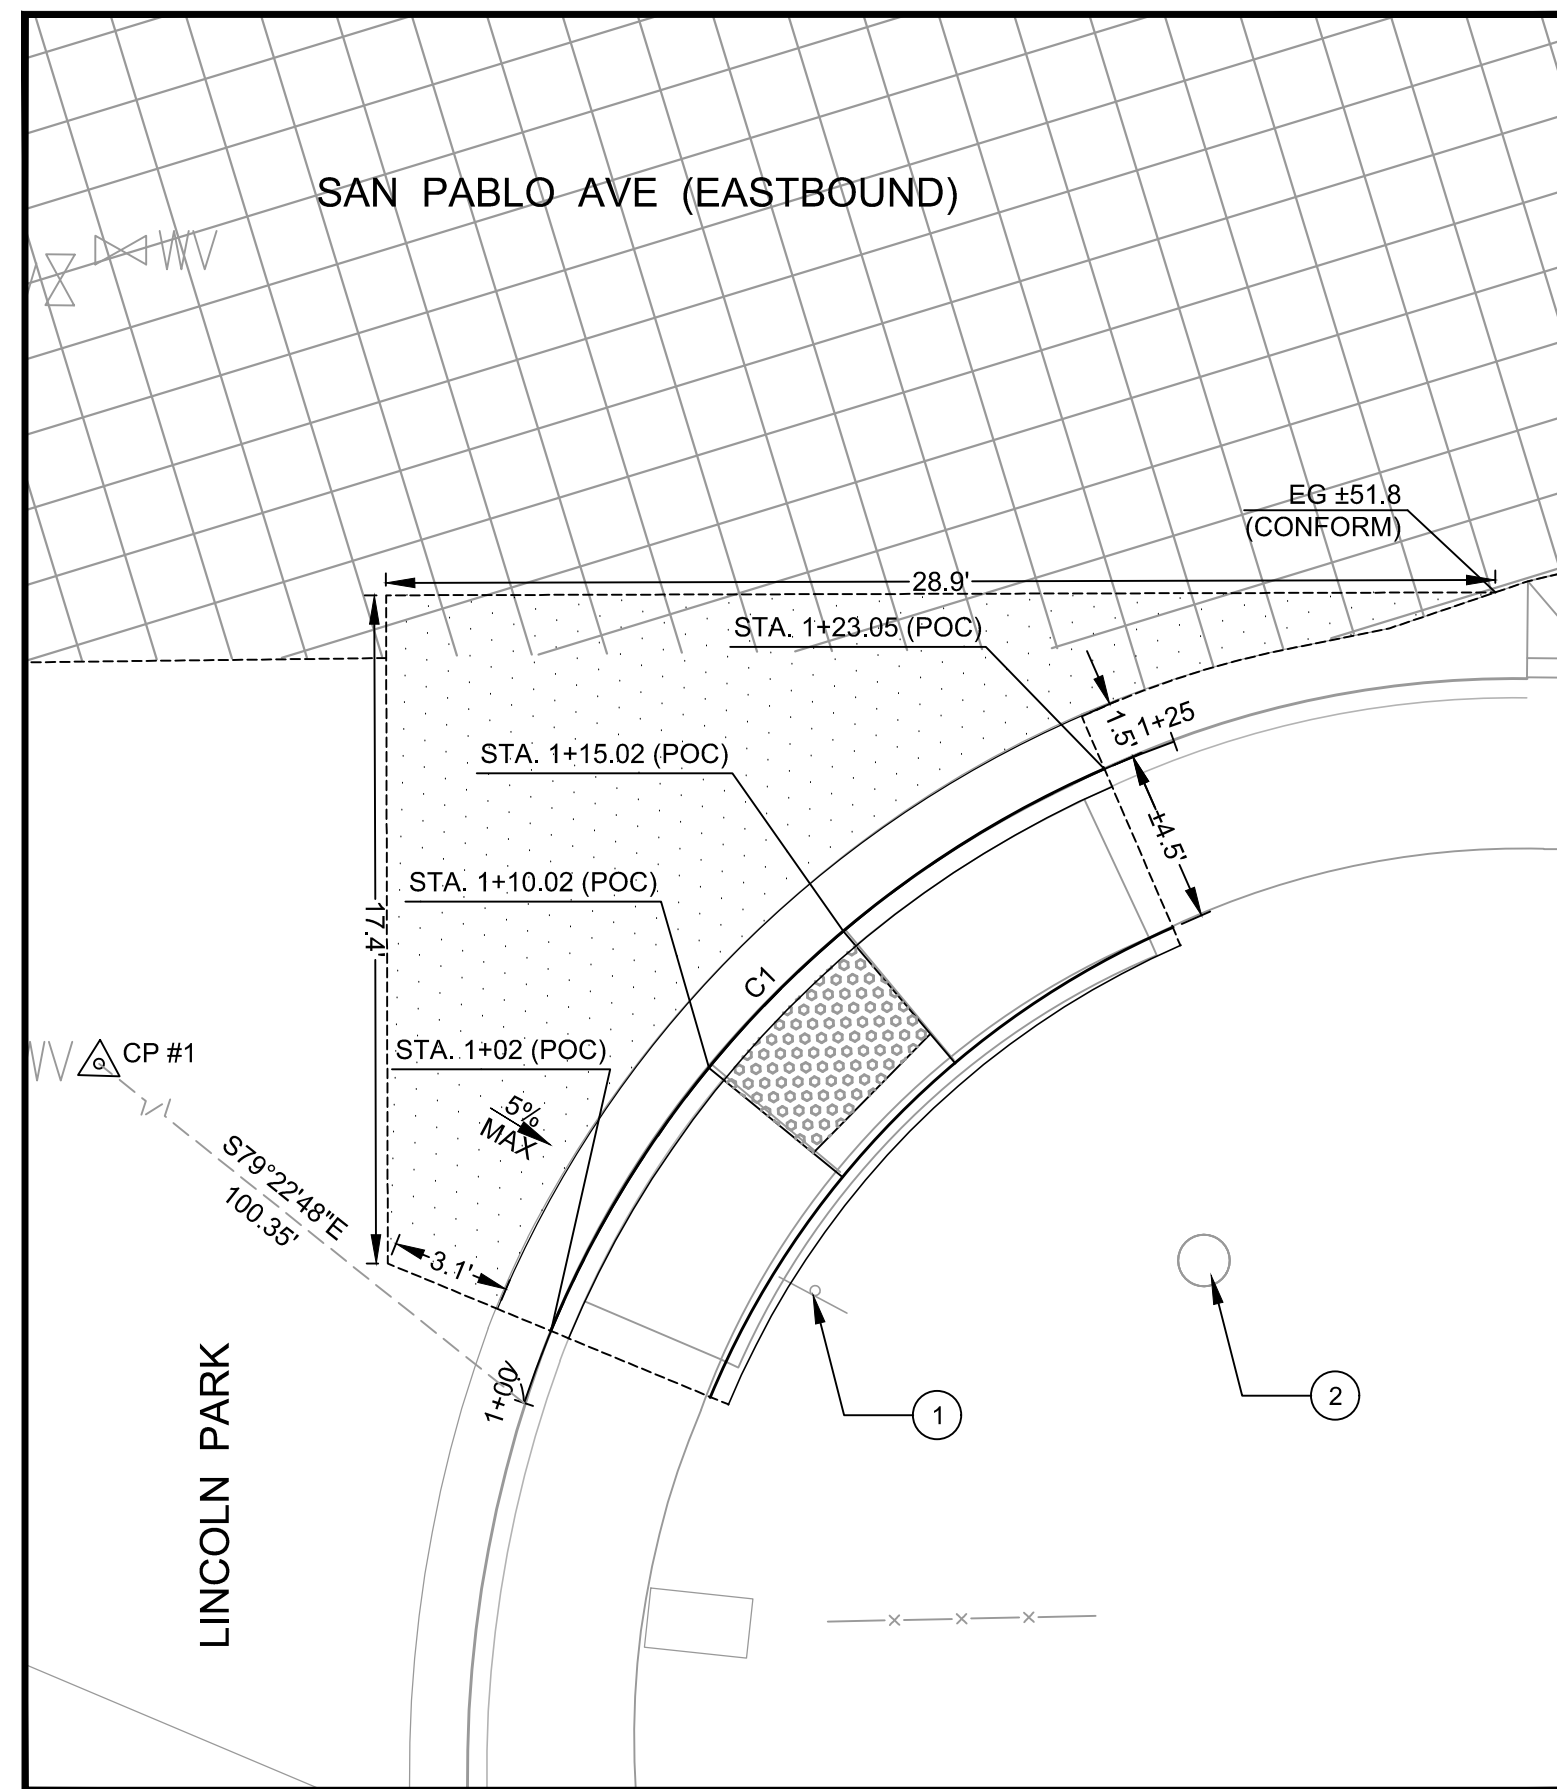 SAN PABLO AVE (EASTBOUND)
WV
EG ±51.8
(CONFORM)
28.9'
STA. 1+23.05 (POC)
1+25
1.5'
STA. 1+15.02 (POC)
±4.5'
STA. 1+10.02 (POC)
17.4'
C1
WV
CP #1
STA. 1+02 (POC)
5%
MAX
S79°22'48"E
100.35'
3.1'
1+00
LINCOLN PARK
1
2